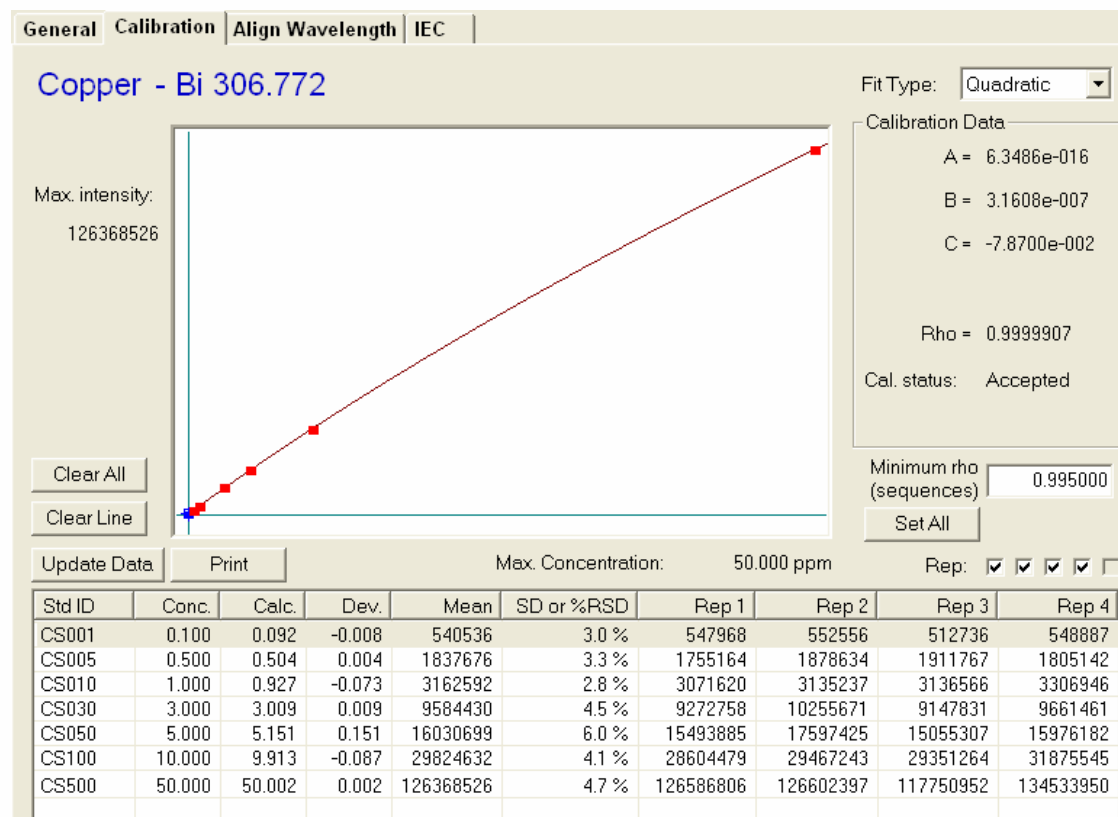 General Calibration Align Wavelength IEC
Copper - Bi 306.772
Fit Type: Quadratic
Calibration Data
A = 6.3486e-016
Max. intensity:
B = 3.1608e-007
126368526
C = -7.8700e-002
Rho = 0.9999907
Cal. status: Accepted
Clear All
Minimum rho
(sequences) 0.995000
Clear Line
Set All
Update Data Print Max. Concentration: 50.000 ppm Rep:
Std ID Conc. Calc. Dev. Mean SD or %RSD Rep 1 Rep 2 Rep 3 Rep 4
CS001 0.100 0.092 -0.008 540536 3.0 % 547968 552556 512736 548887
CS005 0.500 0.504 0.004 1837676 3.3 % 1755164 1878634 1911767 1805142
CS010 1.000 0.927 -0.073 3162592 2.8 % 3071620 3135237 3136566 3306946
CS030 3.000 3.009 0.009 9584430 4.5 % 9272758 10255671 9147831 9661461
CS050 5.000 5.151 0.151 16030699 6.0 % 15493885 17597425 15055307 15976182
CS100 10.000 9.913 -0.087 29824632 4.1 % 28604479 29467243 29351264 31875545
CS500 50.000 50.002 0.002 126368526 4.7 % 126586806 126602397 117750952 134533950